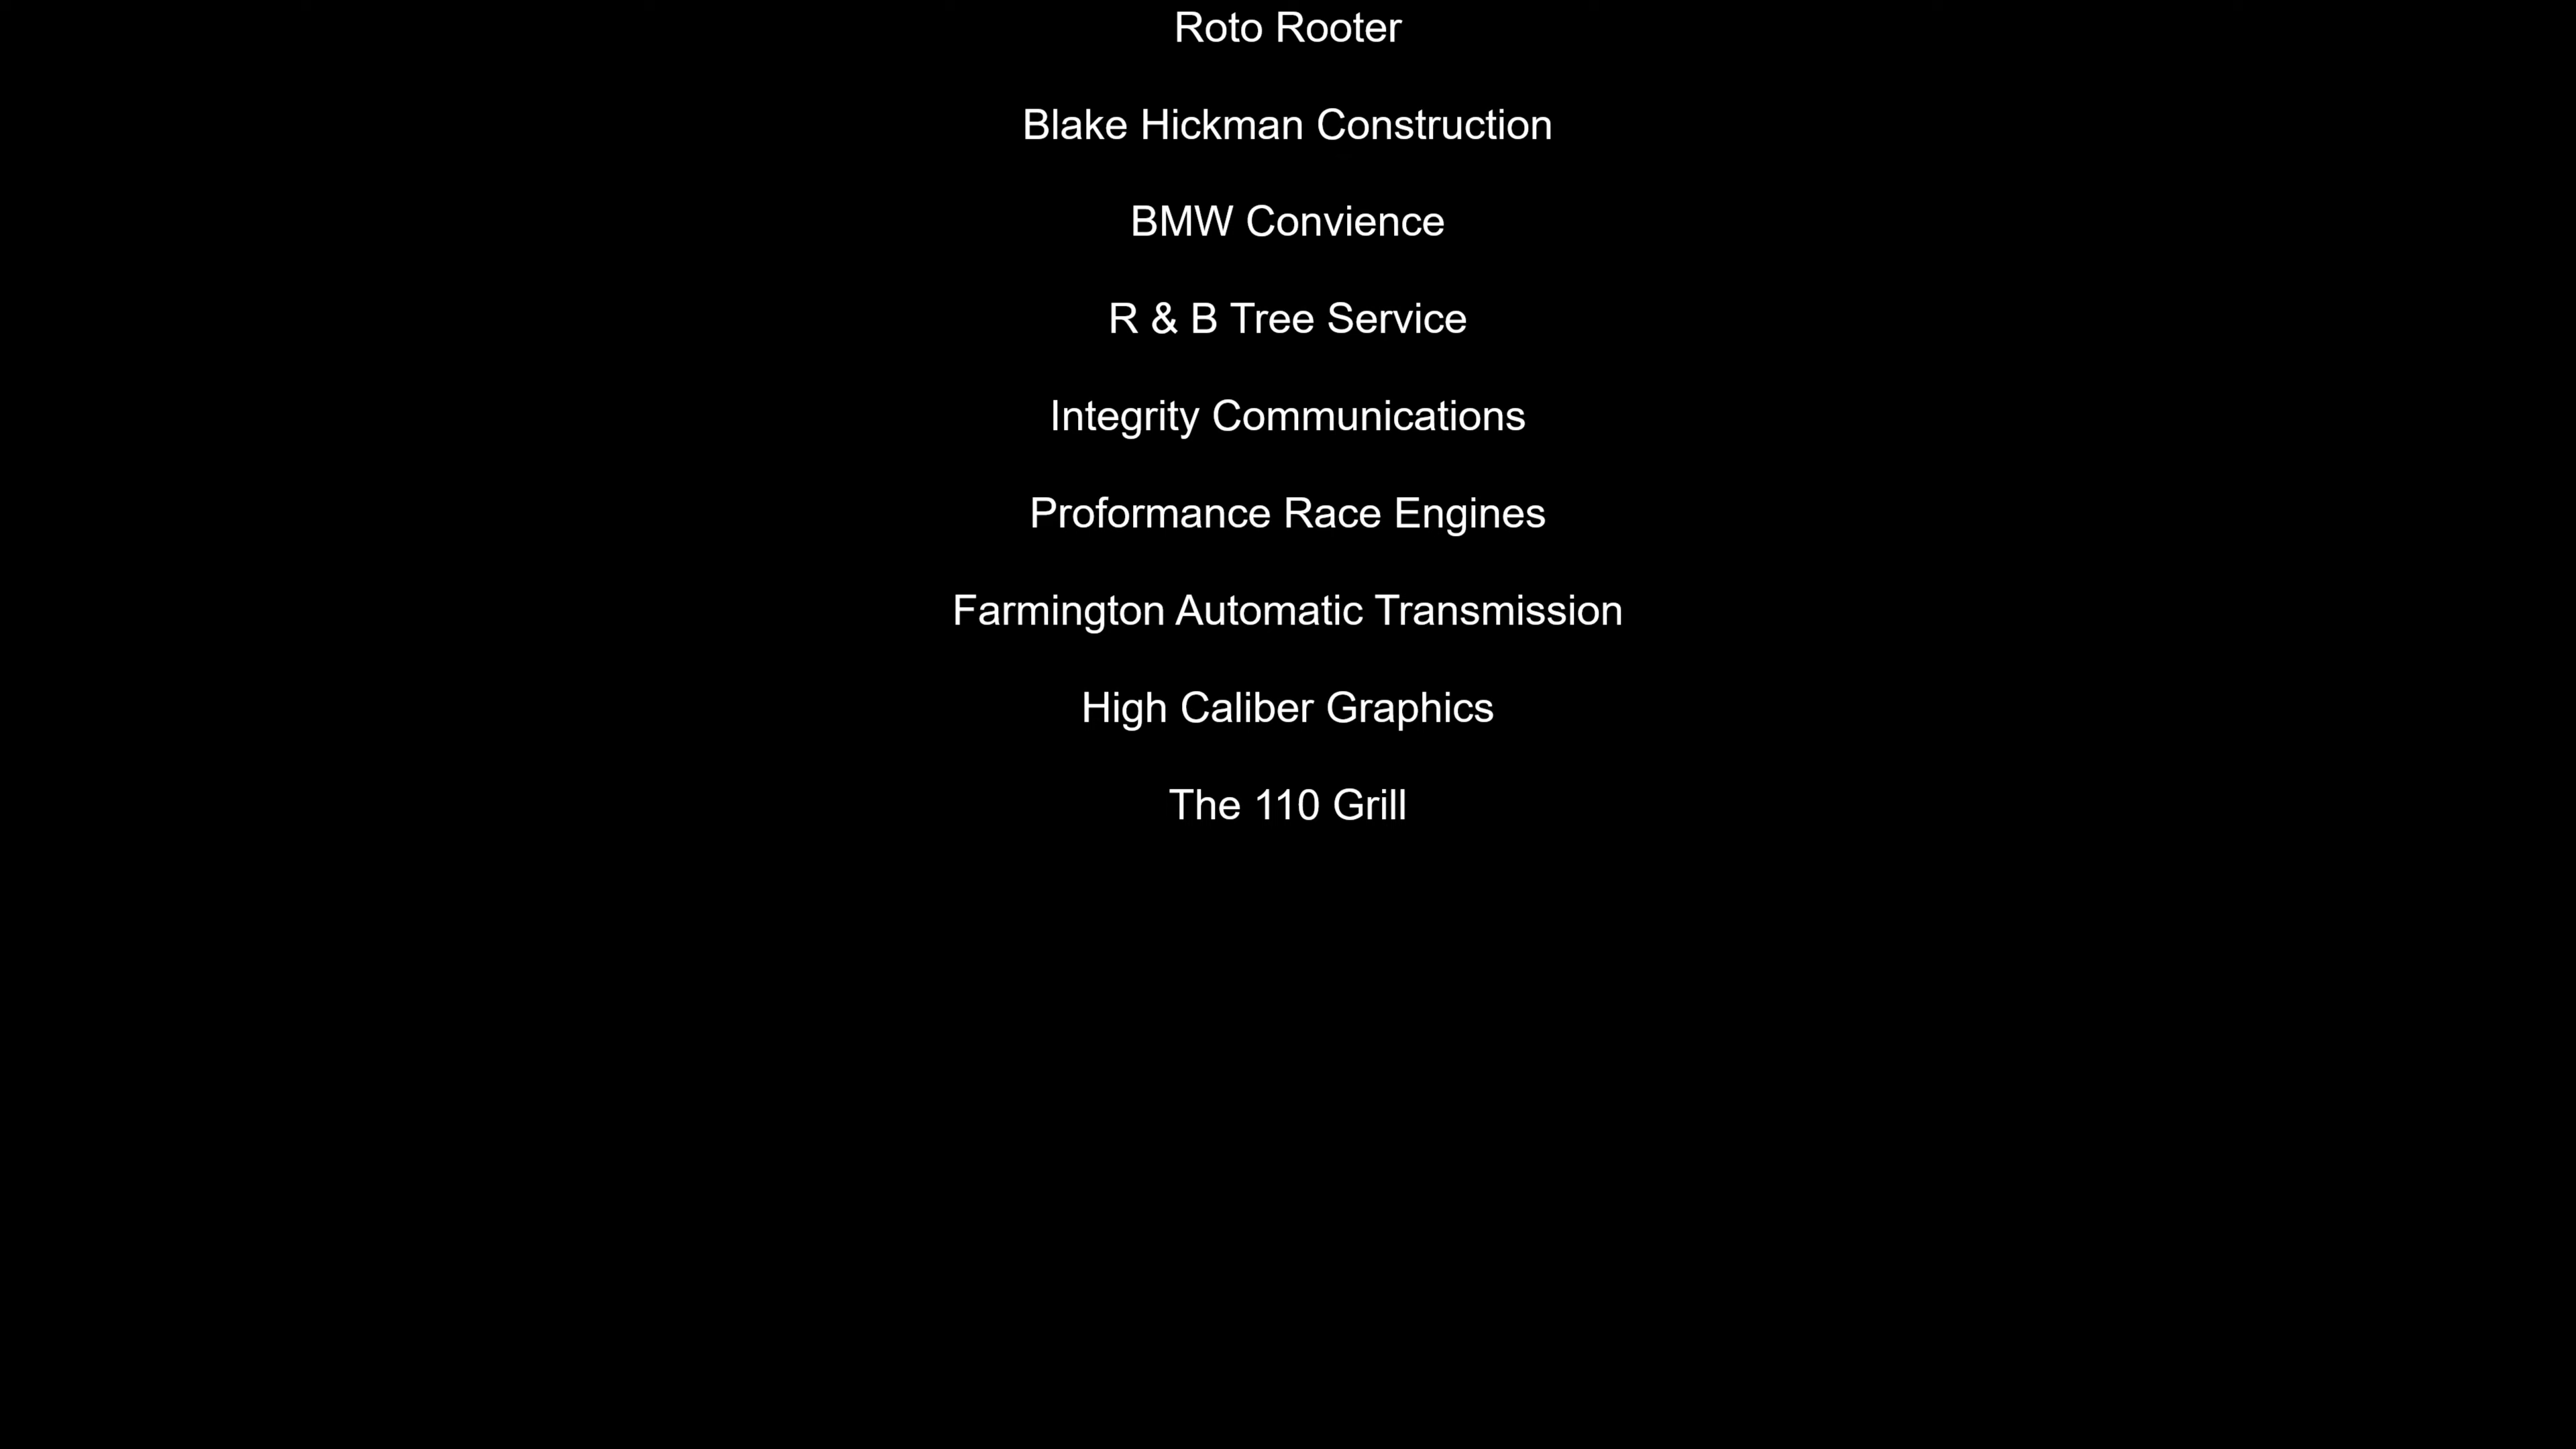 Roto Rooter
Blake Hickman Construction
BMW Convience
R & B Tree Service
Integrity Communications
Proformance Race Engines
Farmington Automatic Transmission
High Caliber Graphics
The 110 Grill